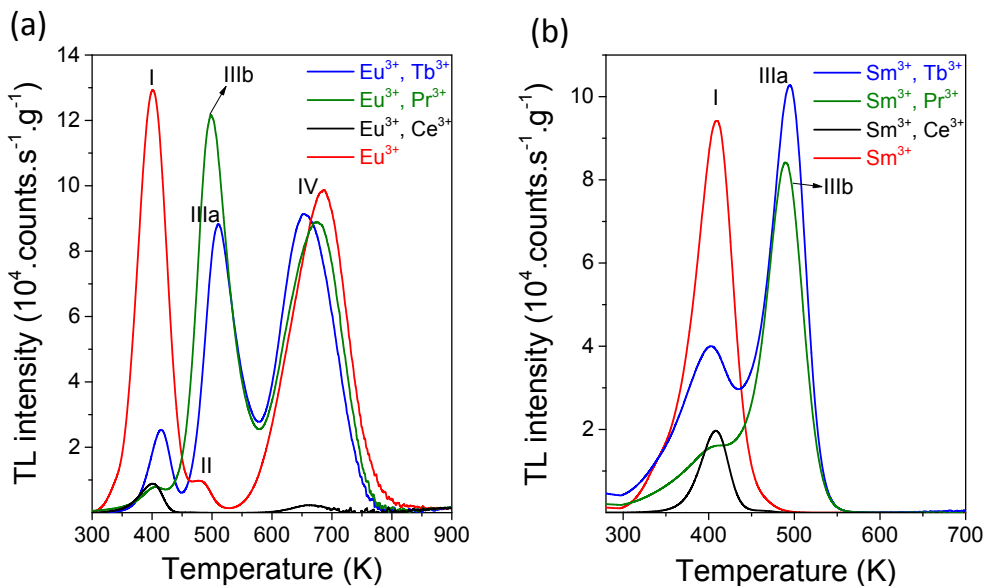 (a)
TL intensity (10⁴.counts.s⁻¹.g⁻¹)
14
12
10
8
6
4
2
I
IIIb
IIIa
II
IV
Eu³⁺, Tb³⁺
Eu³⁺, Pr³⁺
Eu³⁺, Ce³⁺
Eu³⁺
300 400 500 600 700 800 900
Temperature (K)
(b)
TL intensity (10⁴.counts.s⁻¹.g⁻¹)
10
8
6
4
2
I
IIIa
IIIb
Sm³⁺, Tb³⁺
Sm³⁺, Pr³⁺
Sm³⁺, Ce³⁺
Sm³⁺
300 400 500 600 700
Temperature (K)